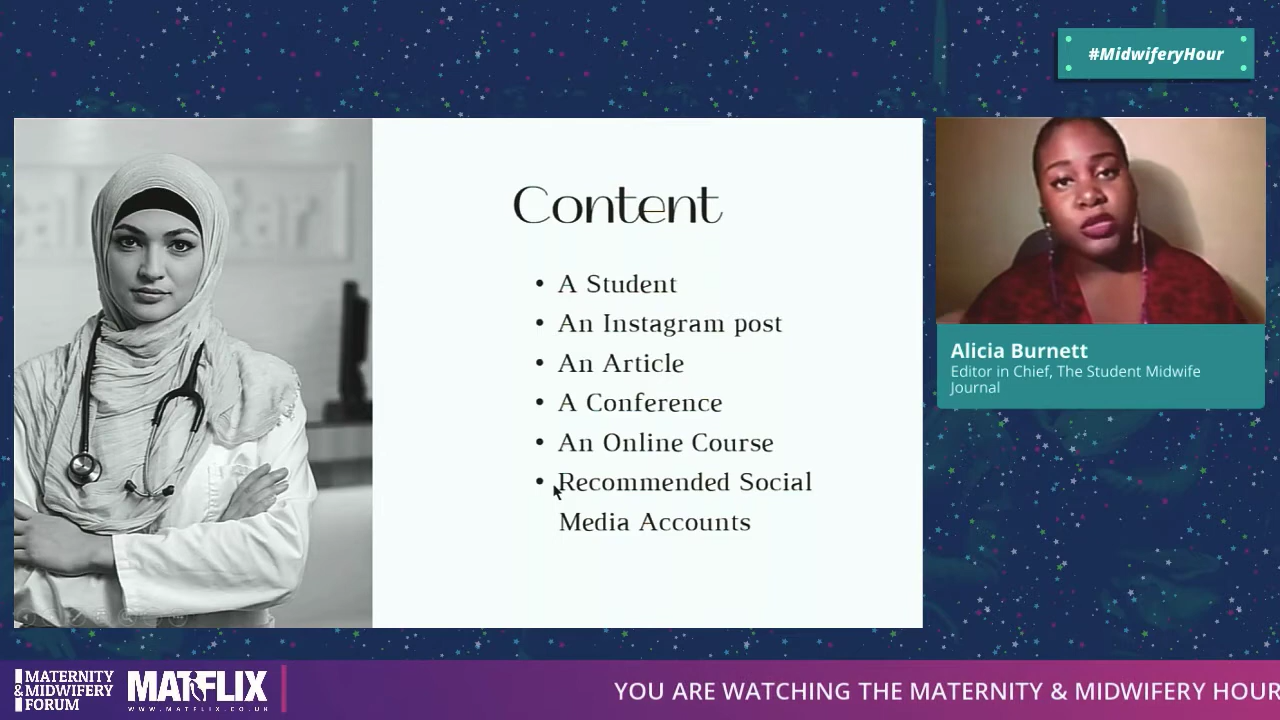 #MidwiferyHour
Content
• A Student
• An Instagram post
• An Article
• A Conference
• An Online Course
• Recommended Social
Media Accounts
Alicia Burnett
Editor in Chief, The Student Midwife
Journal
MATERNITY
&MIDWIFERY
FORUM
MATFLIX
WWW.MATFLIX.CO.UK
YOU ARE WATCHING THE MATERNITY & MIDWIFERY HOUR